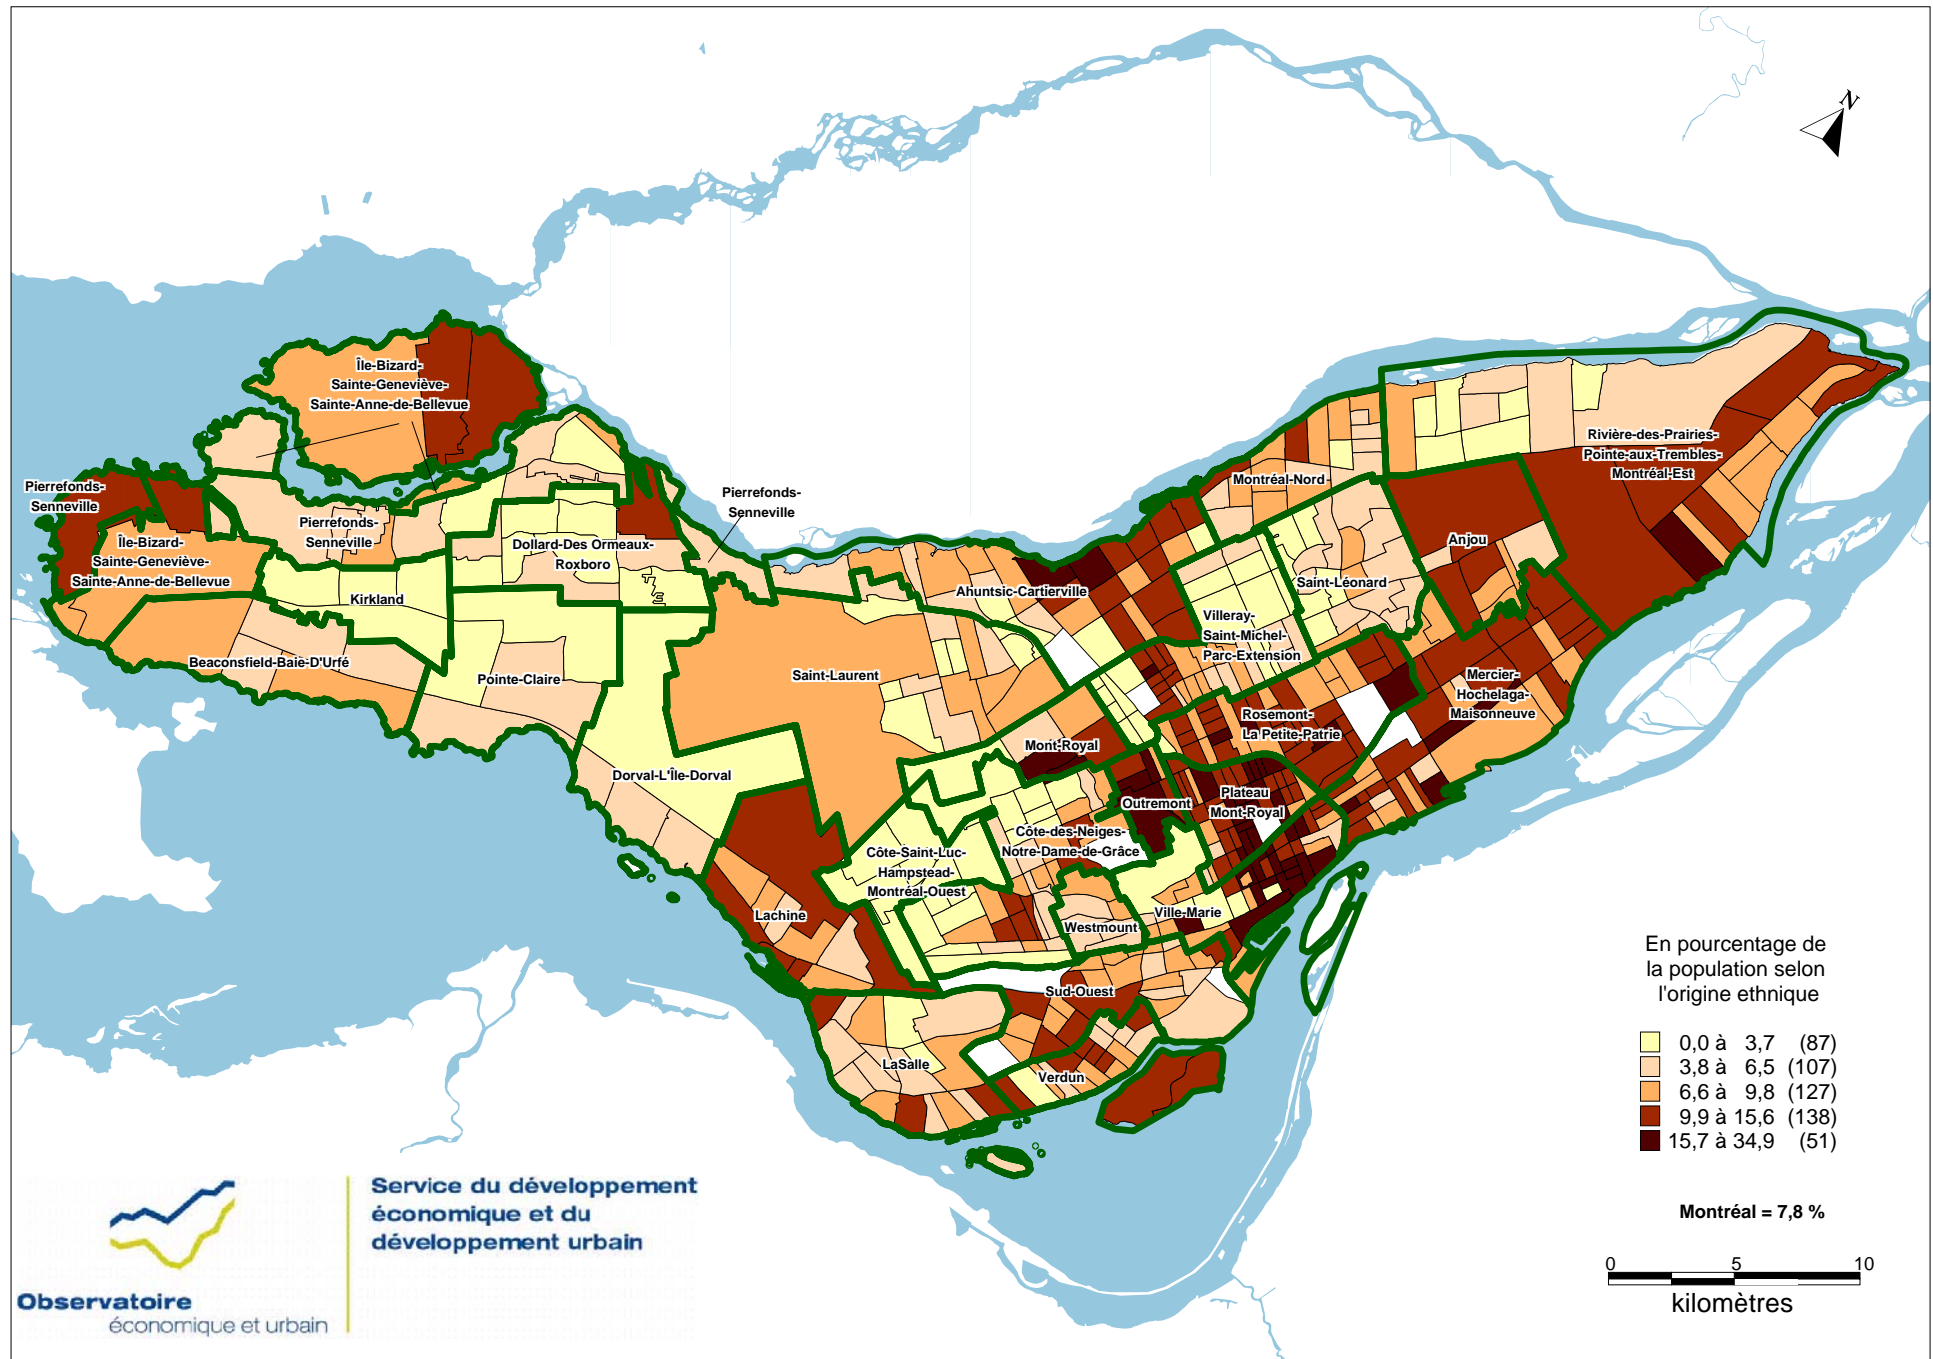 N
Île-Bizard-
Sainte-Geneviève-
Sainte-Anne-de-Bellevue
Pierrefonds-
Senneville
Île-Bizard-
Sainte-Geneviève-
Sainte-Anne-de-Bellevue
Pierrefonds-
Senneville
Pierrefonds-
Senneville
Dollard-Des Ormeaux-
Roxboro
Kirkland
Beaconsfield-Baie-D'Urfé
Pointe-Claire
Dorval-L'Île-Dorval
Saint-Laurent
Ahuntsic-Cartierville
Montréal-Nord
Rivière-des-Prairies-
Pointe-aux-Trembles-
Montréal-Est
Anjou
Saint-Léonard
Villeray-
Saint-Michel-
Parc-Extension
Mercier-
Hochelaga-
Maisonneuve
Rosemont-
La Petite-Patrie
Mont-Royal
Outremont
Plateau
Mont-Royal
Côte-des-Neiges-
Notre-Dame-de-Grâce
Côte-Saint-Luc-
Hampstead-
Montréal-Ouest
Lachine
Westmount
Ville-Marie
Sud-Ouest
LaSalle
Verdun
En pourcentage de
la population selon
l'origine ethnique
0,0 à 3,7 (87)
3,8 à 6,5 (107)
6,6 à 9,8 (127)
9,9 à 15,6 (138)
15,7 à 34,9 (51)
Montréal = 7,8 %
0 5 10
kilomètres
Service du développement
économique et du
développement urbain
Observatoire
économique et urbain